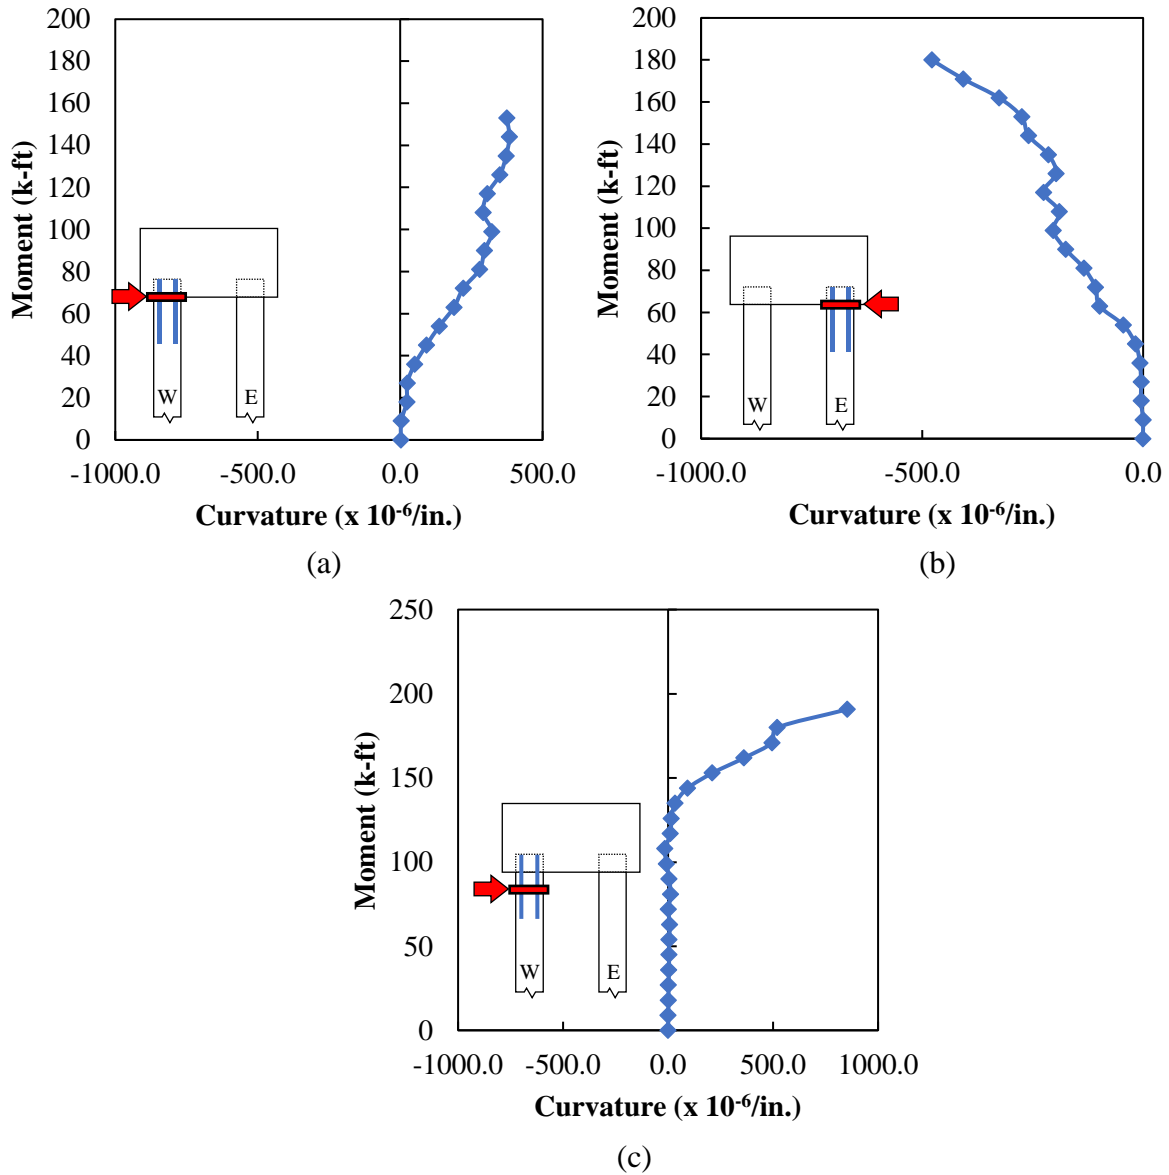 200
180
160
140
120
100
80
60
40
20
0
Moment (k-ft)
W
E
-1000.0 -500.0 0.0 500.0
Curvature (x 10⁻⁶/in.)
(a)
200
180
160
140
120
100
80
60
40
20
0
Moment (k-ft)
W
E
-1000.0 -500.0 0.0
Curvature (x 10⁻⁶/in.)
(b)
250
200
150
100
50
0
Moment (k-ft)
W E
-1000.0 -500.0 0.0 500.0 1000.0
Curvature (x 10⁻⁶/in.)
(c)